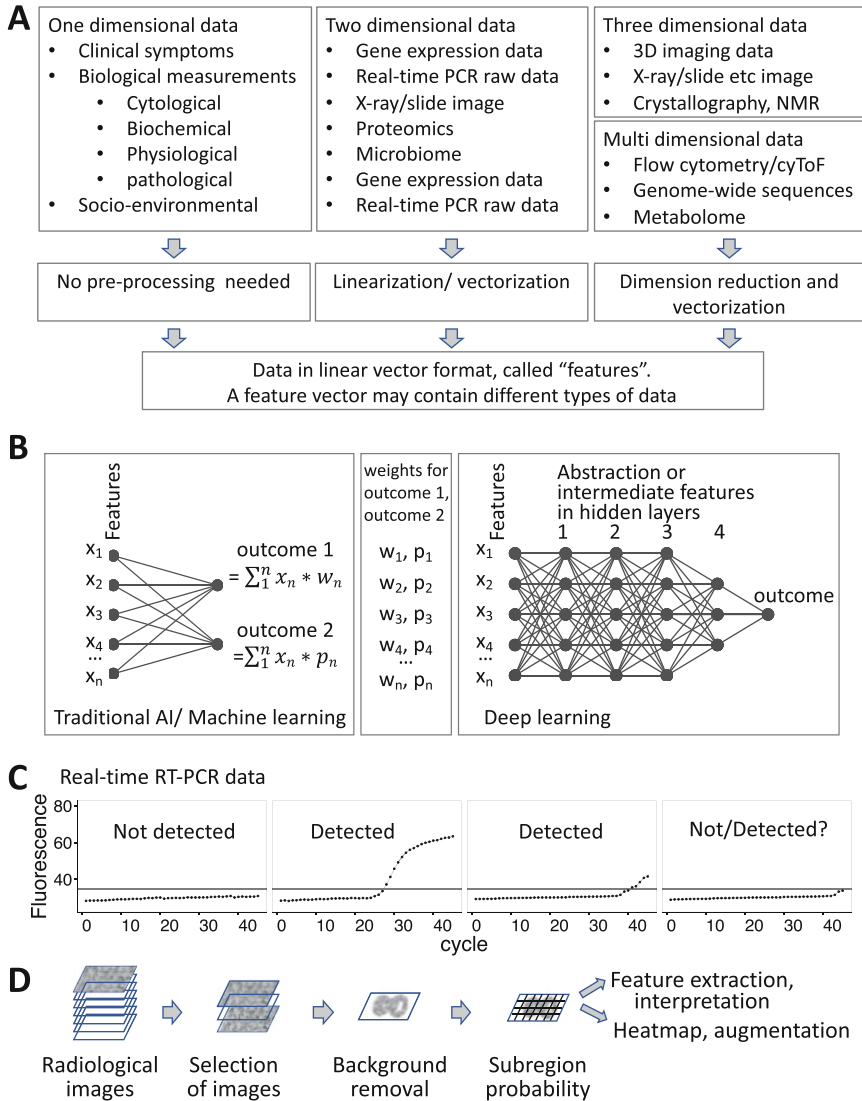 A
One dimensional data
• Clinical symptoms
• Biological measurements
• Cytological
• Biochemical
• Physiological
• pathological
• Socio-environmental
Two dimensional data
• Gene expression data
• Real-time PCR raw data
• X-ray/slide image
• Proteomics
• Microbiome
• Gene expression data
• Real-time PCR raw data
Three dimensional data
• 3D imaging data
• X-ray/slide etc image
• Crystallography, NMR
Multi dimensional data
• Flow cytometry/cyToF
• Genome-wide sequences
• Metabolome
No pre-processing needed
Linearization/ vectorization
Dimension reduction and
vectorization
Data in linear vector format, called “features”.
A feature vector may contain different types of data
B
Features
x₁
x₂
x₃
x₄
...
xₙ
outcome 1
= ∑₁ⁿ xₙ * wₙ
outcome 2
=∑₁ⁿ xₙ * pₙ
Traditional AI/ Machine learning
weights for
outcome 1,
outcome 2
w₁, p₁
w₂, p₂
w₃, p₃
w₄, p₄
...
wₙ, pₙ
Features
Abstraction or
intermediate features
in hidden layers
1 2 3 4
x₁
x₂
x₃
x₄
...
xₙ
outcome
Deep learning
C
Real-time RT-PCR data
Fluorescence
80
60
40
Not detected
Detected
Detected
Not/Detected?
0 10 20 30 40
0 10 20 30 40
0 10 20 30 40
0 10 20 30 40
cycle
D
Radiological
images
Selection
of images
Background
removal
Subregion
probability
Feature extraction,
interpretation
Heatmap, augmentation